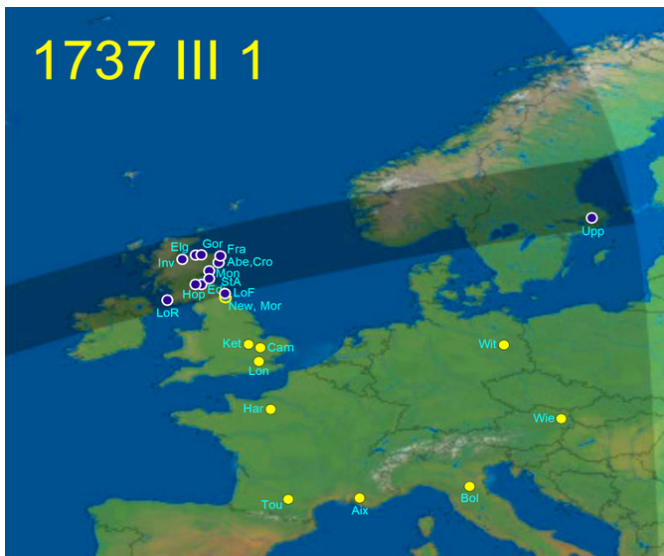 1737 III 1
Upp
Elg
Gor
Fra
Inv
Abe,Cro
Mon
StA
Hop
Ed
LoF
LoR
New, Mor
Ket
Cam
Wit
Lon
Har
Wie
Tou
Aix
Bol